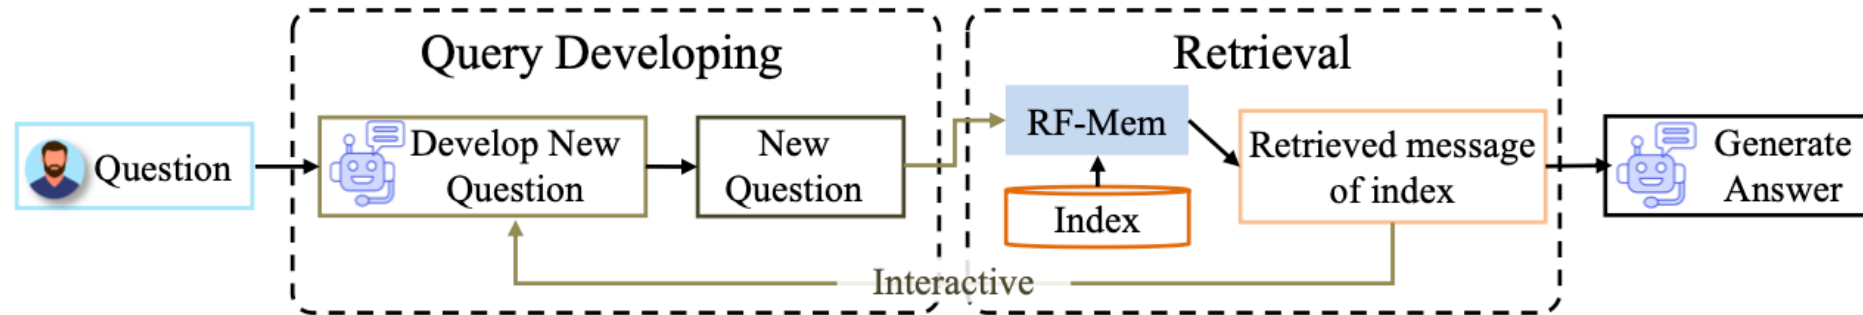 Query Developing
Retrieval
Question
Develop New
Question
New
Question
RF-Mem
Index
Retrieved message
of index
Generate
Answer
Interactive